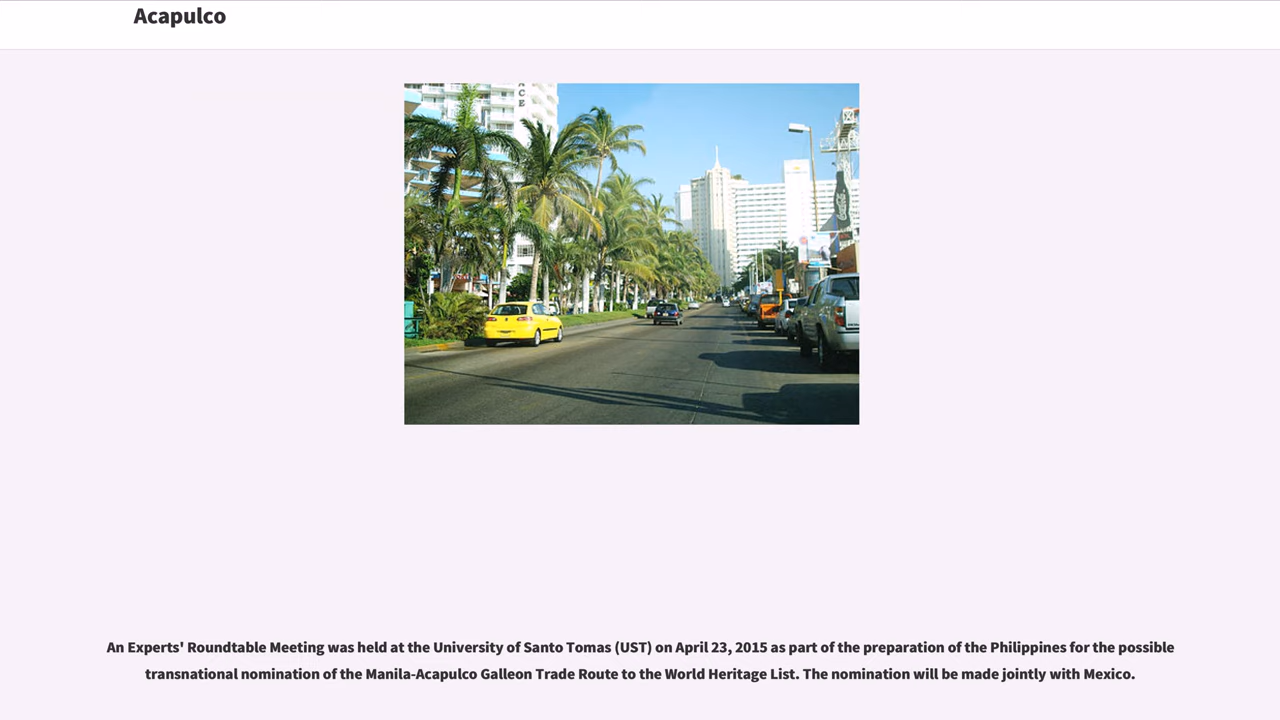 Acapulco
C
E
An Experts' Roundtable Meeting was held at the University of Santo Tomas (UST) on April 23, 2015 as part of the preparation of the Philippines for the possible
transnational nomination of the Manila-Acapulco Galleon Trade Route to the World Heritage List. The nomination will be made jointly with Mexico.